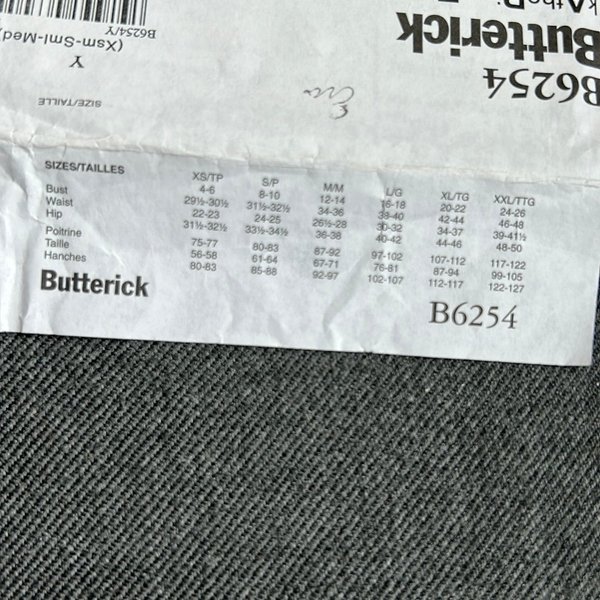 kAtheRi
Butterick
B6254
B6254/Y
(Xsm-Sml-Med)
Y
SIZE/TAILLE
SIZES/TAILLES
XS/TP S/P M/M L/G XL/TG XXL/TTG
4-6 8-10 12-14 16-18 20-22 24-26
Bust 29½-30½ 31½-32½ 34-36 38-40 42-44 46-48
Waist 22-23 24-25 26½-28 30-32 34-37 39-41½
Hip 31½-32½ 33½-34½ 36-38 40-42 44-46 48-50
Poitrine 75-77 80-83 87-92 97-102 107-112 117-122
Taille 56-58 61-64 67-71 76-81 87-94 99-105
Hanches 80-83 85-88 92-97 102-107 112-117 122-127
Butterick
B6254